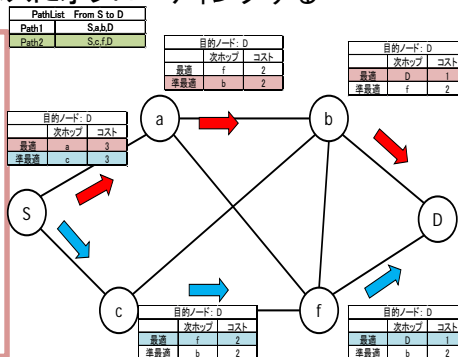 PathList From S to D
Path1 S,a,b,D
Path2 S,c,f,D
目的ノード: D
次ホップ コスト
最適 f 2
準最適 b 2
目的ノード: D
次ホップ コスト
最適 D 1
準最適 f 2
目的ノード: D
次ホップ コスト
最適 a 3
準最適 c 3
a
b
S
D
c
f
目的ノード: D
次ホップ コスト
最適 f 2
準最適 b 2
目的ノード: D
次ホップ コスト
最適 D 1
準最適 b 2